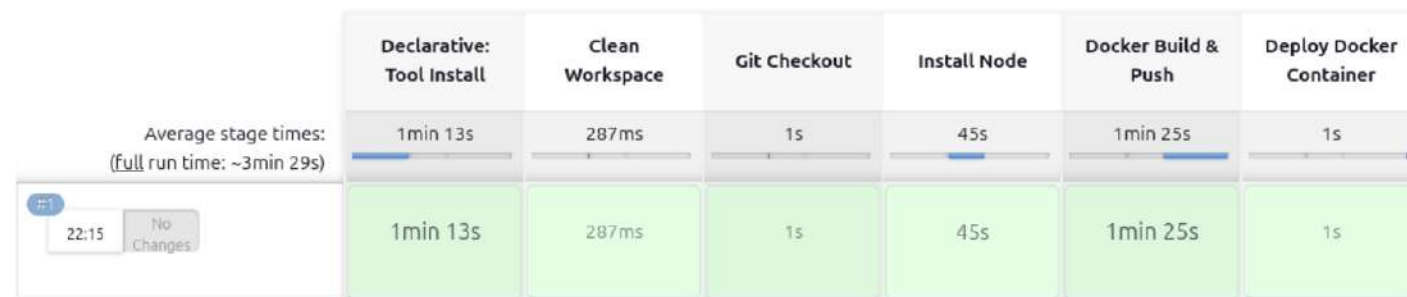 Declarative:
Tool Install
Clean
Workspace
Git Checkout
Install Node
Docker Build &
Push
Deploy Docker
Container
Average stage times:
(full run time: ~3min 29s)
1min 13s
287ms
1s
45s
1min 25s
1s
#1
22:15
No
Changes
1min 13s
287ms
1s
45s
1min 25s
1s